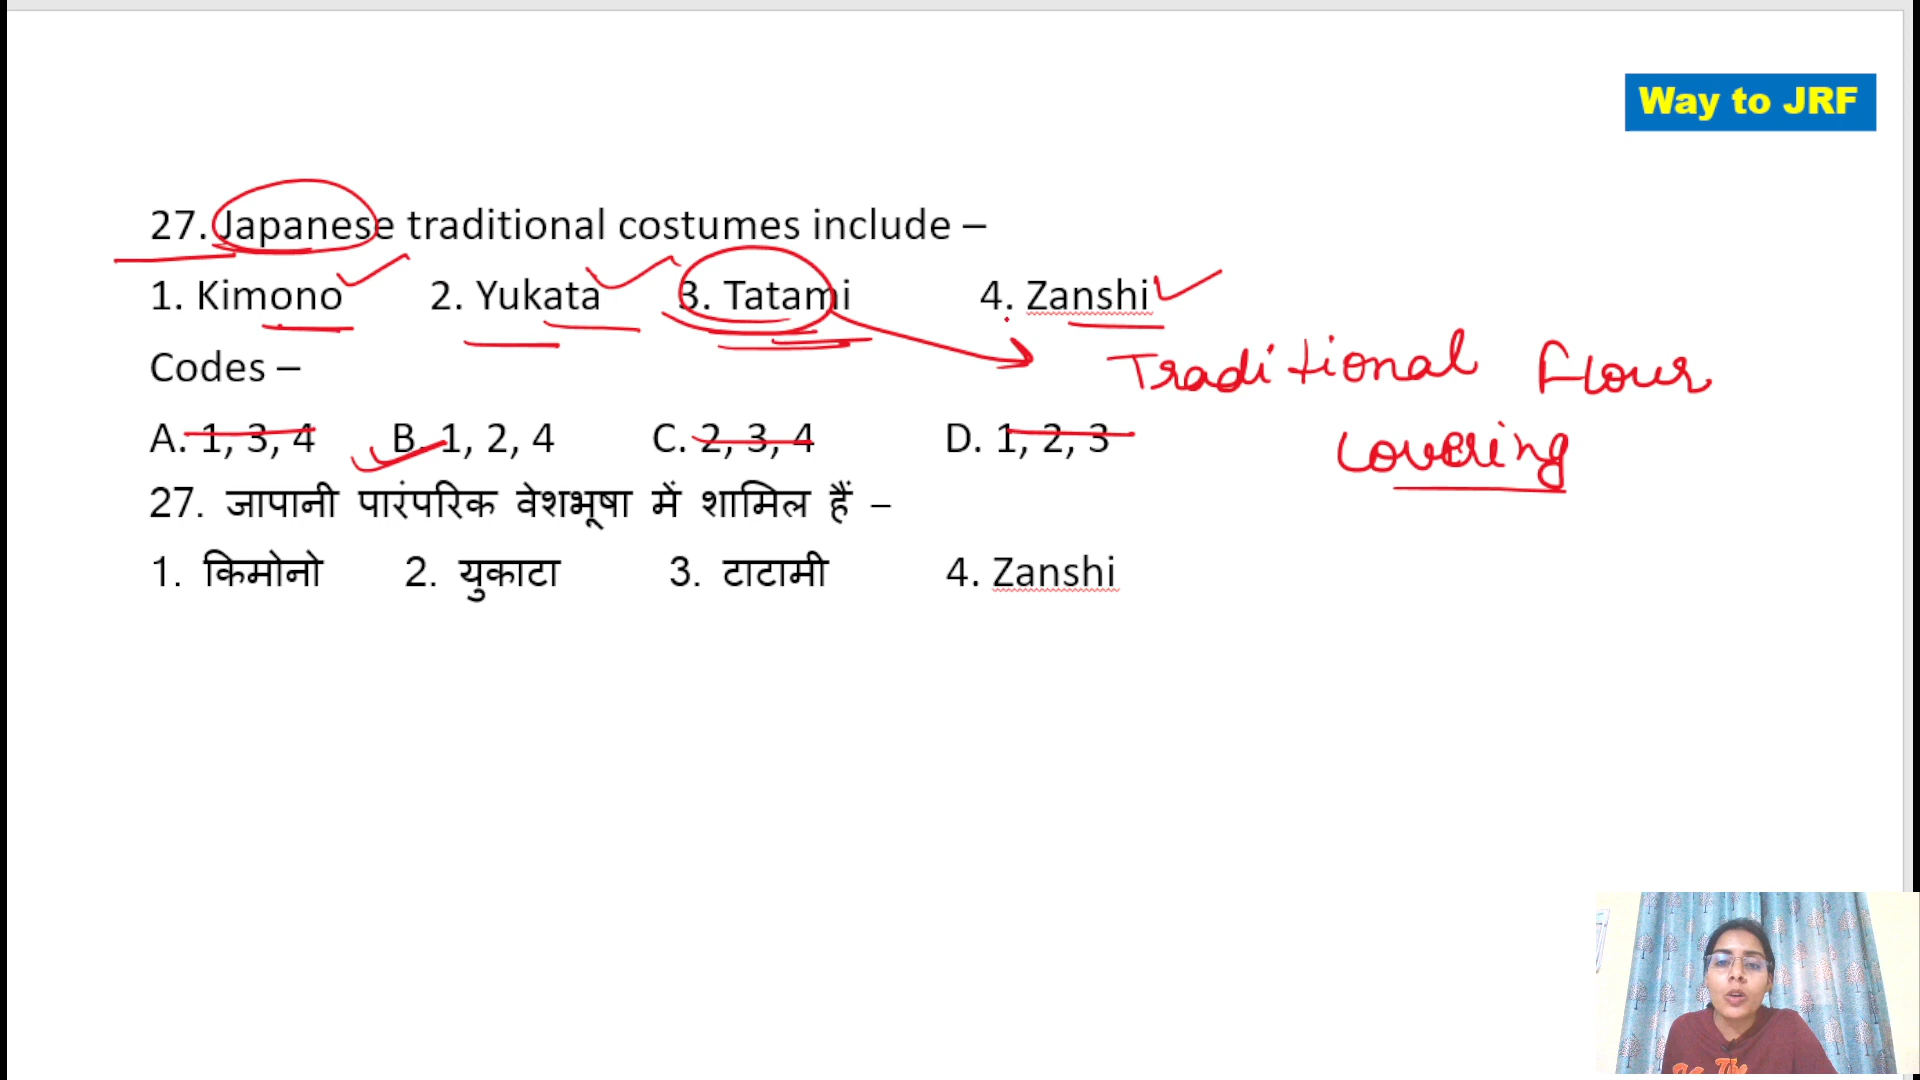 Way to JRF
27. Japanese traditional costumes include –
1. Kimono 2. Yukata 3. Tatami 4. Zanshi
Traditional Flour
Covering
Codes –
A. 1, 3, 4 B. 1, 2, 4 C. 2, 3, 4 D. 1, 2, 3
27. जापानी पारंपरिक वेशभूषा में शामिल हैं –
1. किमोनो 2. युकाटा 3. टाटामी 4. Zanshi